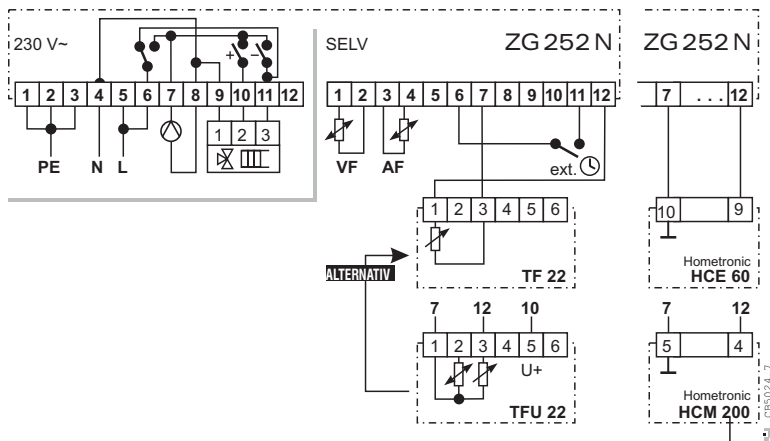 230 V~
SELV
ZG 252 N
ZG 252 N
+
−
1 2 3 4 5 6 7 8 9 10 11 12
1 2 3 4 5 6 7 8 9 10 11 12
7 . . . 12
1 2 3
PE N L
VF AF
ext.
1 2 3 4 5 6
TF 22
10 9
Hometronic
HCE 60
ALTERNATIV
7 12 10
1 2 3 4 5 6
U+
TFU 22
7 12
5 4
Hometronic
HCM 200
CB5024_7